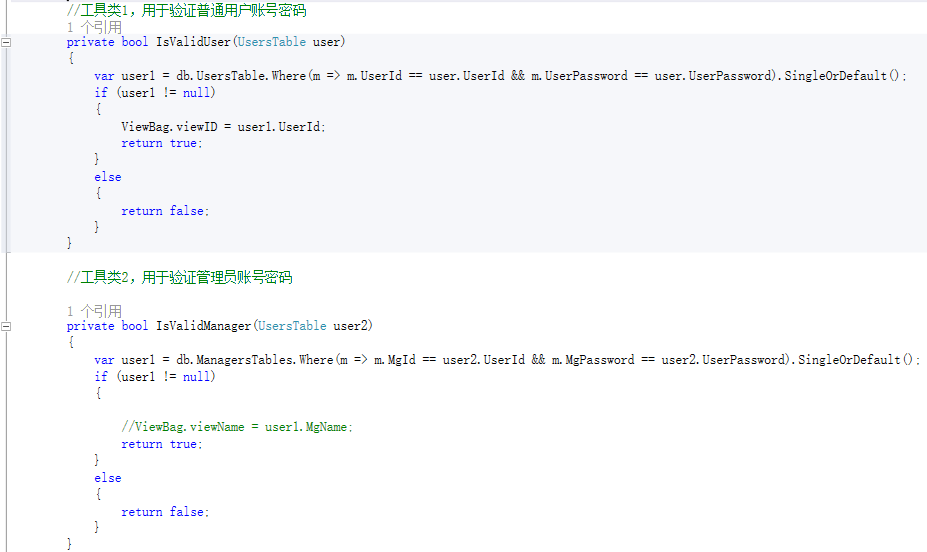 //工具类1，用于验证普通用户账号密码
1 个引用
private bool IsValidUser(UsersTable user)
{
var user1 = db.UsersTable.Where(m => m.UserId == user.UserId && m.UserPassword == user.UserPassword).SingleOrDefault();
if (user1 != null)
{
ViewBag.viewID = user1.UserId;
return true;
}
else
{
return false;
}
}
//工具类2，用于验证管理员账号密码
1 个引用
private bool IsValidManager(UsersTable user2)
{
var user1 = db.ManagersTables.Where(m => m.MgId == user2.UserId && m.MgPassword == user2.UserPassword).SingleOrDefault();
if (user1 != null)
{
//ViewBag.viewName = user1.MgName;
return true;
}
else
{
return false;
}
}